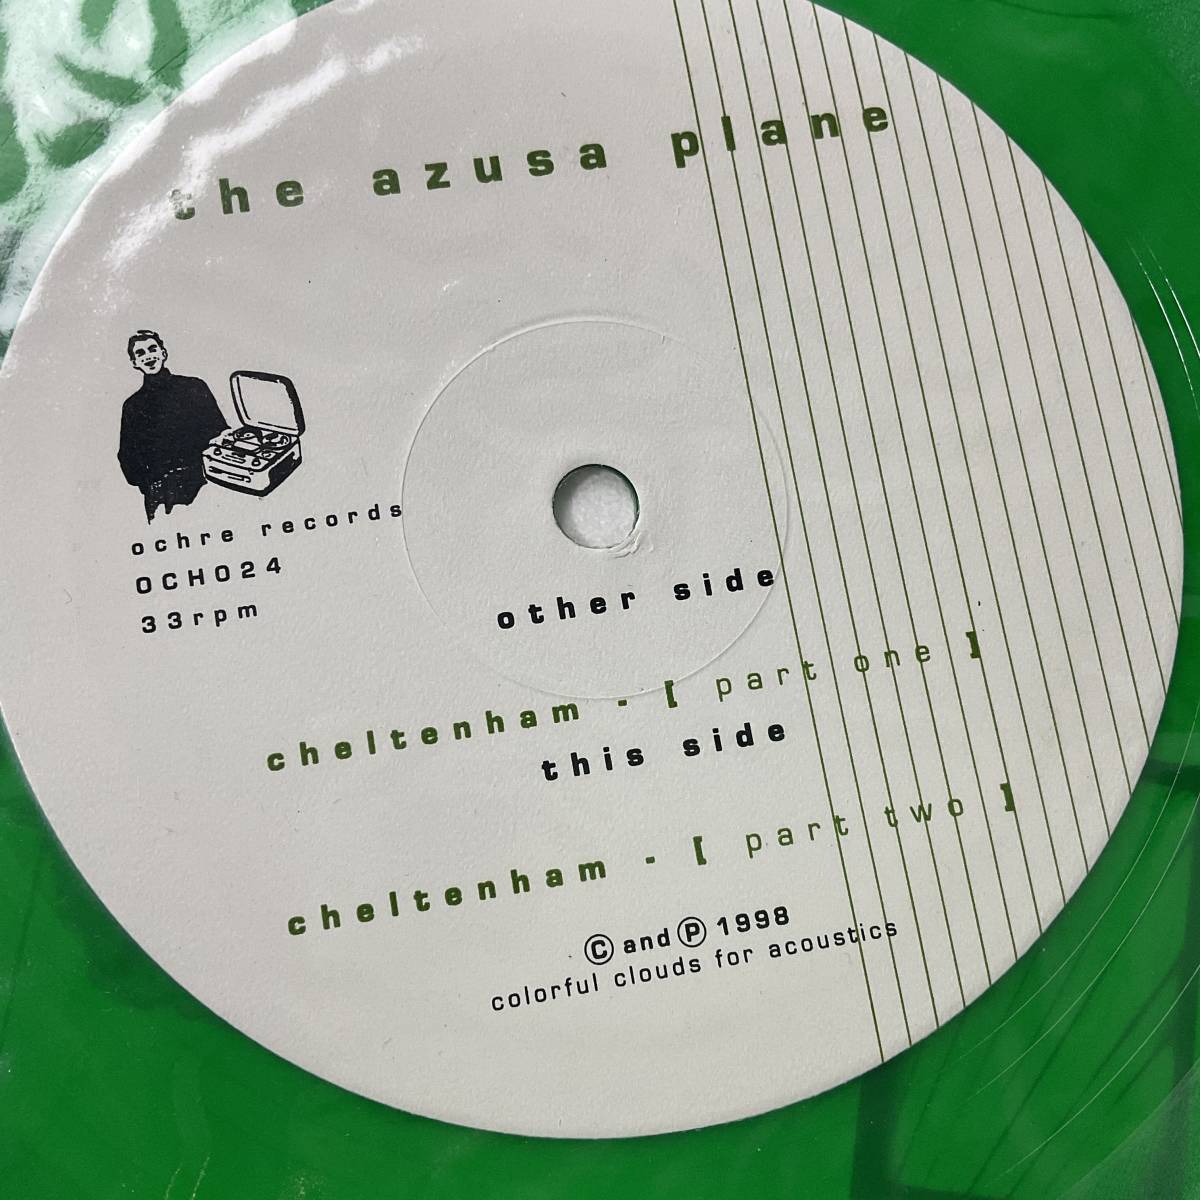 the azusa plane
ochre records
OCH024
33rpm
other side
cheltenham - [ part one ]
this side
cheltenham - [ part two ]
© and ℗ 1998
colorful clouds for acoustics